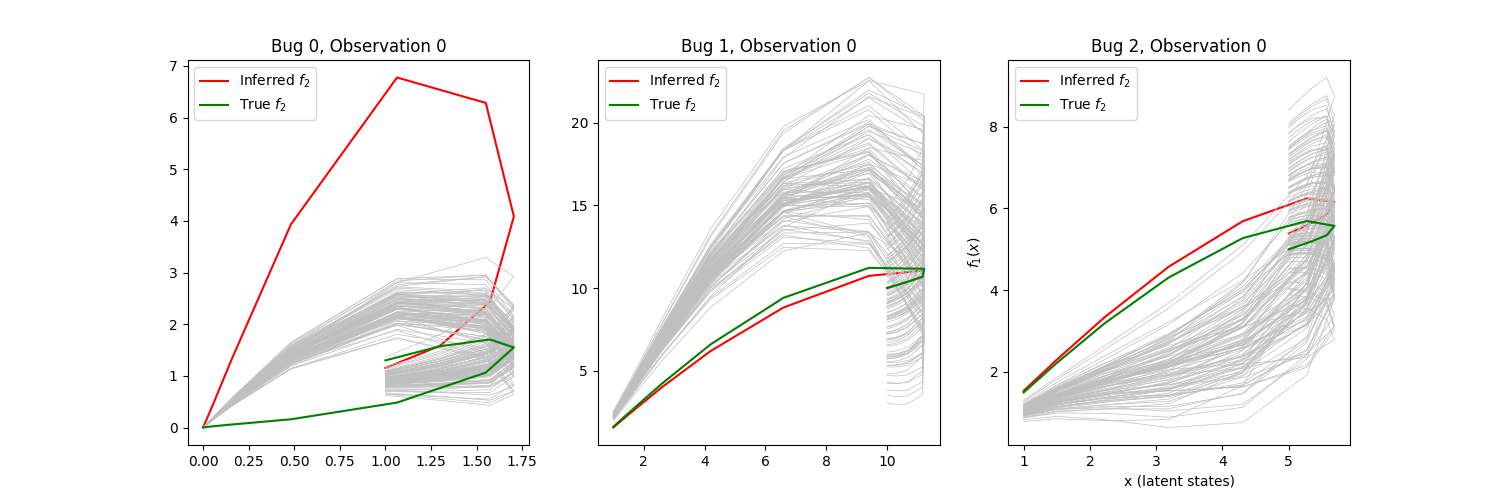 Bug 0, Observation 0
Inferred f₂
True f₂
7
6
5
4
3
2
1
0
0.00 0.25 0.50 0.75 1.00 1.25 1.50 1.75
Bug 1, Observation 0
Inferred f₂
True f₂
20
15
10
5
2 4 6 8 10
Bug 2, Observation 0
Inferred f₂
True f₂
f₁(x)
8
6
4
2
1 2 3 4 5
x (latent states)